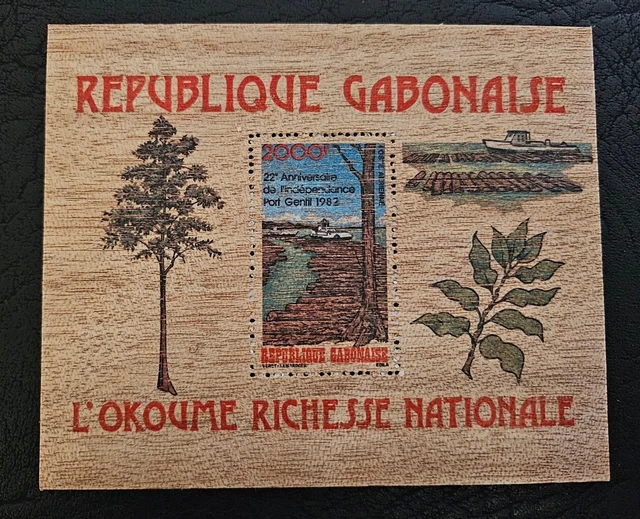 REPUBLIQUE GABONAISE
2000F
22e Anniversaire
de l'indépendance
Port Gentil 1982
REPUBLIQUE GABONAISE
L'OKOUME RICHESSE NATIONALE